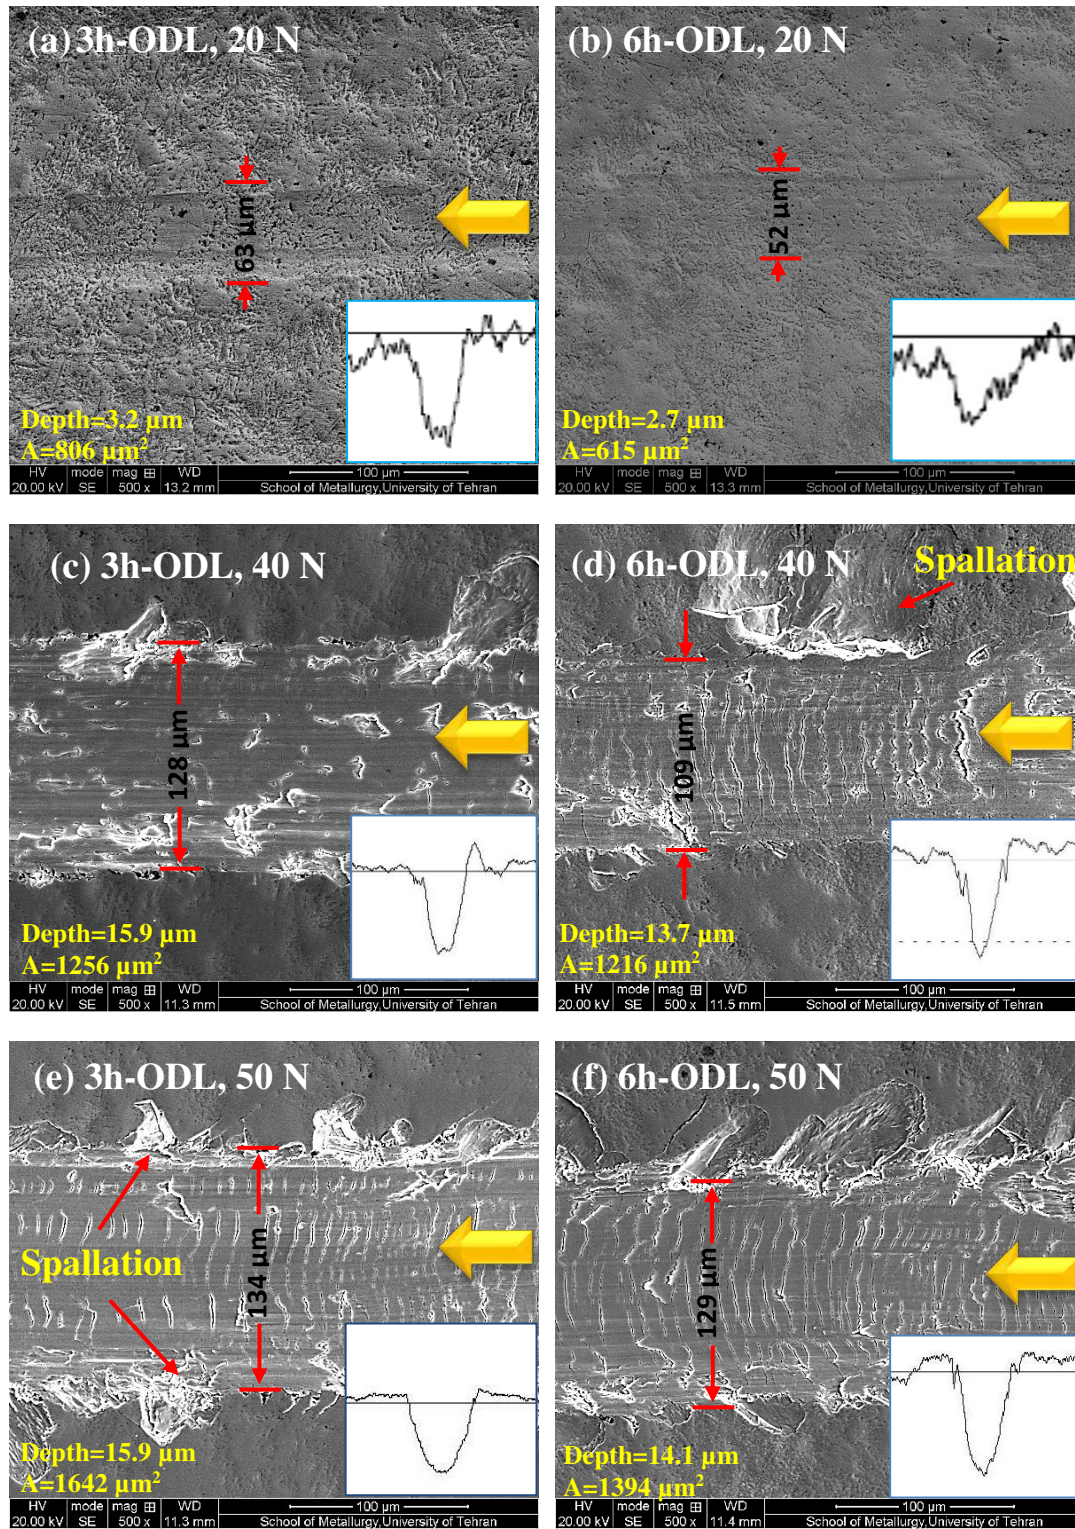 (a) 3h-ODL, 20 N
63 µm
Depth=3.2 µm
A=806 µm²
HV mode mag ⊞ WD 100 µm
20.00 kV SE 500 x 13.2 mm School of Metallurgy,University of Tehran
(b) 6h-ODL, 20 N
52 µm
Depth=2.7 µm
A=615 µm²
HV mode mag ⊞ WD 100 µm
20.00 kV SE 500 x 13.3 mm School of Metallurgy,University of Tehran
(c) 3h-ODL, 40 N
128 µm
Depth=15.9 µm
A=1256 µm²
HV mode mag ⊞ WD 100 µm
20.00 kV SE 500 x 11.3 mm School of Metallurgy,University of Tehran
(d) 6h-ODL, 40 N
Spallation
109 µm
Depth=13.7 µm
A=1216 µm²
HV mode mag ⊞ WD 100 µm
20.00 kV SE 500 x 11.5 mm School of Metallurgy,University of Tehran
(e) 3h-ODL, 50 N
Spallation
134 µm
Depth=15.9 µm
A=1642 µm²
HV mode mag ⊞ WD 100 µm
20.00 kV SE 500 x 11.3 mm School of Metallurgy,University of Tehran
(f) 6h-ODL, 50 N
129 µm
Depth=14.1 µm
A=1394 µm²
HV mode mag ⊞ WD 100 µm
20.00 kV SE 500 x 11.4 mm School of Metallurgy,University of Tehran